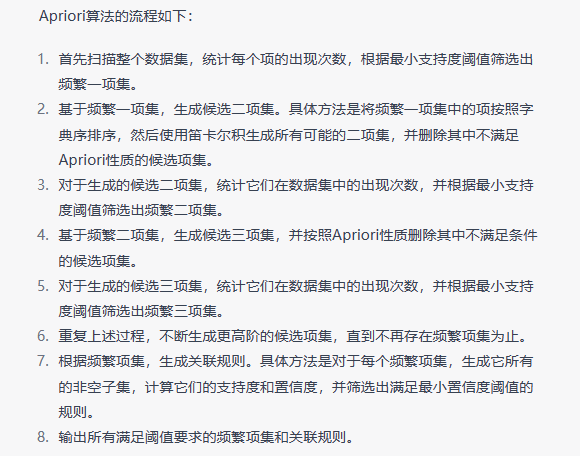 Apriori算法的流程如下：
1. 首先扫描整个数据集，统计每个项的出现次数，根据最小支持度阈值筛选出
频繁一项集。
2. 基于频繁一项集，生成候选二项集。具体方法是将频繁一项集中的项按照字
典序排序，然后使用笛卡尔积生成所有可能的二项集，并删除其中不满足
Apriori性质的候选项集。
3. 对于生成的候选二项集，统计它们在数据集中的出现次数，并根据最小支持
度阈值筛选出频繁二项集。
4. 基于频繁二项集，生成候选三项集，并按照Apriori性质删除其中不满足条件
的候选项集。
5. 对于生成的候选三项集，统计它们在数据集中的出现次数，并根据最小支持
度阈值筛选出频繁三项集。
6. 重复上述过程，不断生成更高阶的候选项集，直到不再存在频繁项集为止。
7. 根据频繁项集，生成关联规则。具体方法是对于每个频繁项集，生成它所有
的非空子集，计算它们的支持度和置信度，并筛选出满足最小置信度阈值的
规则。
8. 输出所有满足阈值要求的频繁项集和关联规则。